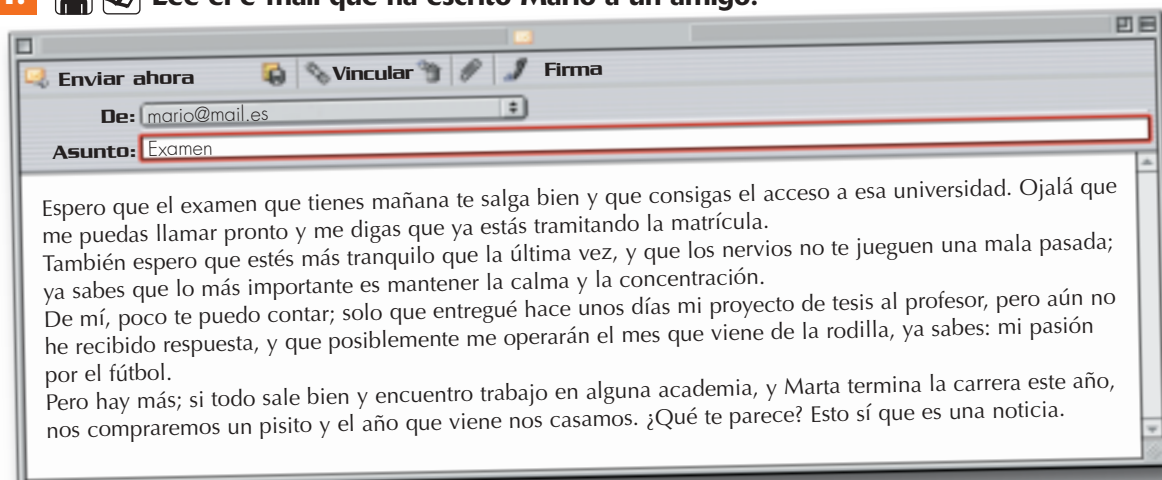 1. Lee el e-mail que ha escrito Mario a un amigo.
Enviar ahora Vincular Firma
De: mario@mail.es
Asunto: Examen
Espero que el examen que tienes mañana te salga bien y que consigas el acceso a esa universidad. Ojalá que
me puedas llamar pronto y me digas que ya estás tramitando la matrícula.
También espero que estés más tranquilo que la última vez, y que los nervios no te jueguen una mala pasada;
ya sabes que lo más importante es mantener la calma y la concentración.
De mí, poco te puedo contar; solo que entregué hace unos días mi proyecto de tesis al profesor, pero aún no
he recibido respuesta, y que posiblemente me operarán el mes que viene de la rodilla, ya sabes: mi pasión
por el fútbol.
Pero hay más; si todo sale bien y encuentro trabajo en alguna academia, y Marta termina la carrera este año,
nos compraremos un pisito y el año que viene nos casamos. ¿Qué te parece? Esto sí que es una noticia.